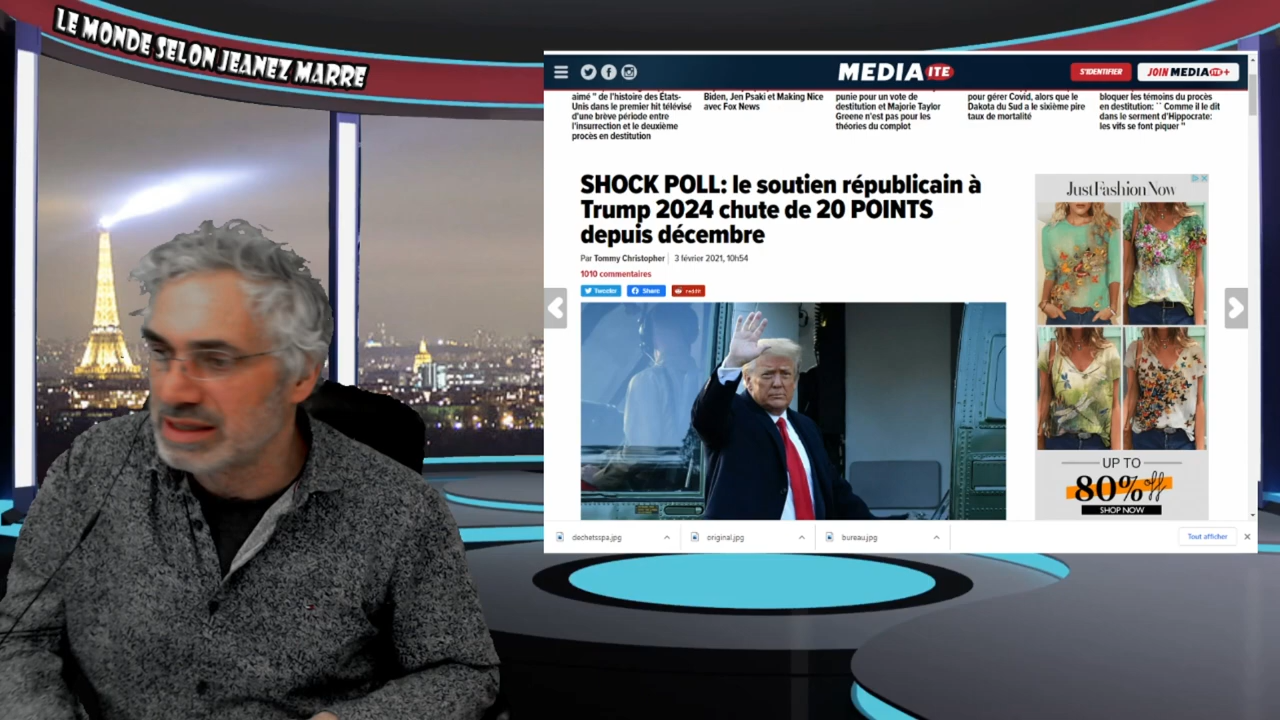 LE MONDE SELON JEANEZ MARRE
MEDIAITE
S'IDENTIFIER
JOIN MEDIAITE+
aimé " de l'histoire des États-
Unis dans le premier hit télévisé
d'une brève période entre
l'insurrection et le deuxième
procès en destitution
Biden, Jen Psaki et Making Nice
avec Fox News
punie pour un vote de
destitution et Majorie Taylor
Greene n'est pas pour les
théories du complot
pour gérer Covid, alors que le
Dakota du Sud a le sixième pire
taux de mortalité
bloquer les témoins du procès
en destitution: `` Comme il le dit
dans le serment d'Hippocrate:
les vifs se font piquer ''
SHOCK POLL: le soutien républicain à
Trump 2024 chute de 20 POINTS
depuis décembre
Par Tommy Christopher | 3 février 2021, 10h54
1010 commentaires
Tweeter
Share
reddit
JustFashionNow
UP TO
80% off
SHOP NOW
dechetsspa.jpg
original.jpg
bureau.jpg
Tout afficher